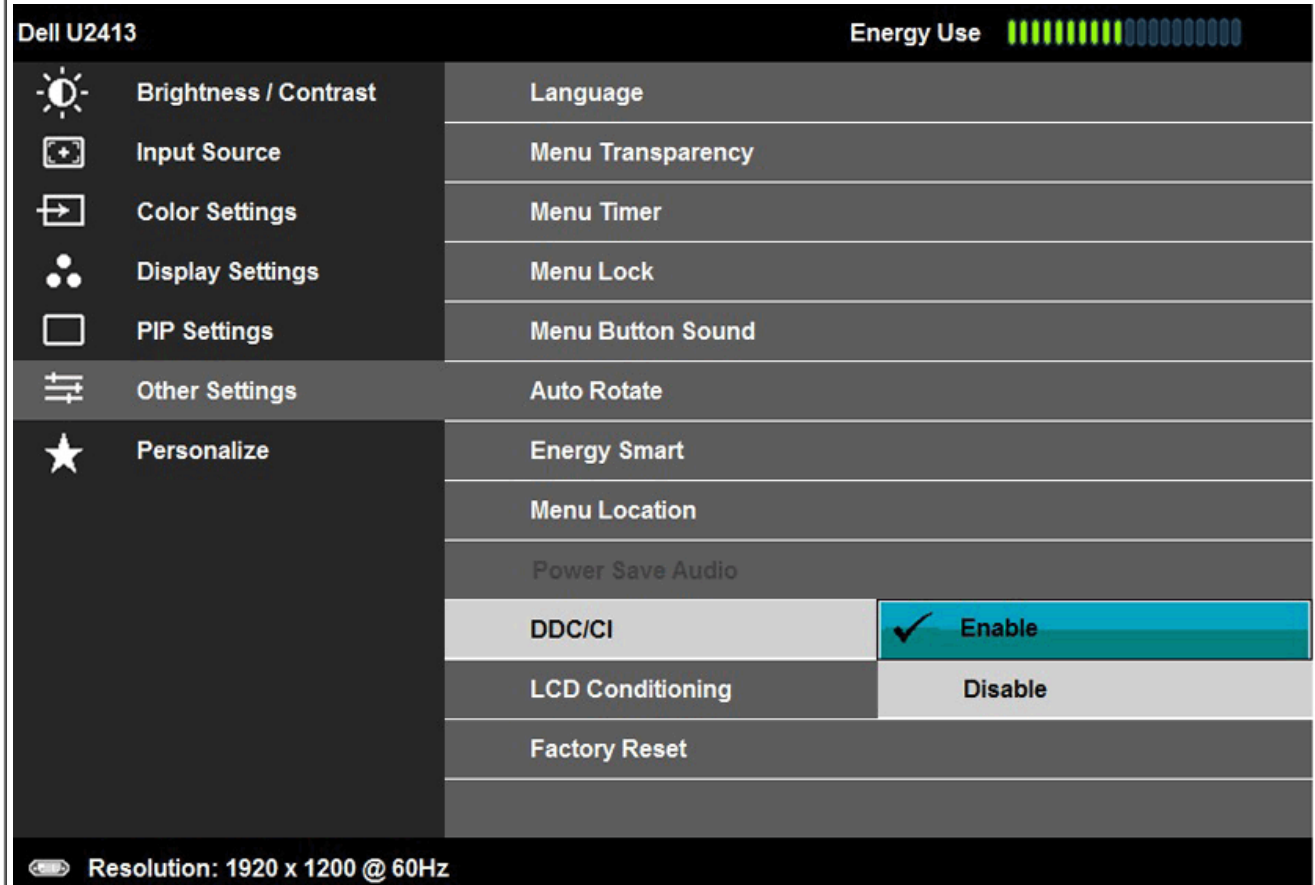 Dell U2413 Energy Use
Brightness / Contrast Language
Input Source Menu Transparency
Color Settings Menu Timer
Display Settings Menu Lock
PIP Settings Menu Button Sound
Other Settings Auto Rotate
Personalize Energy Smart
Menu Location
Power Save Audio
DDC/CI Enable
LCD Conditioning Disable
Factory Reset
Resolution: 1920 x 1200 @ 60Hz